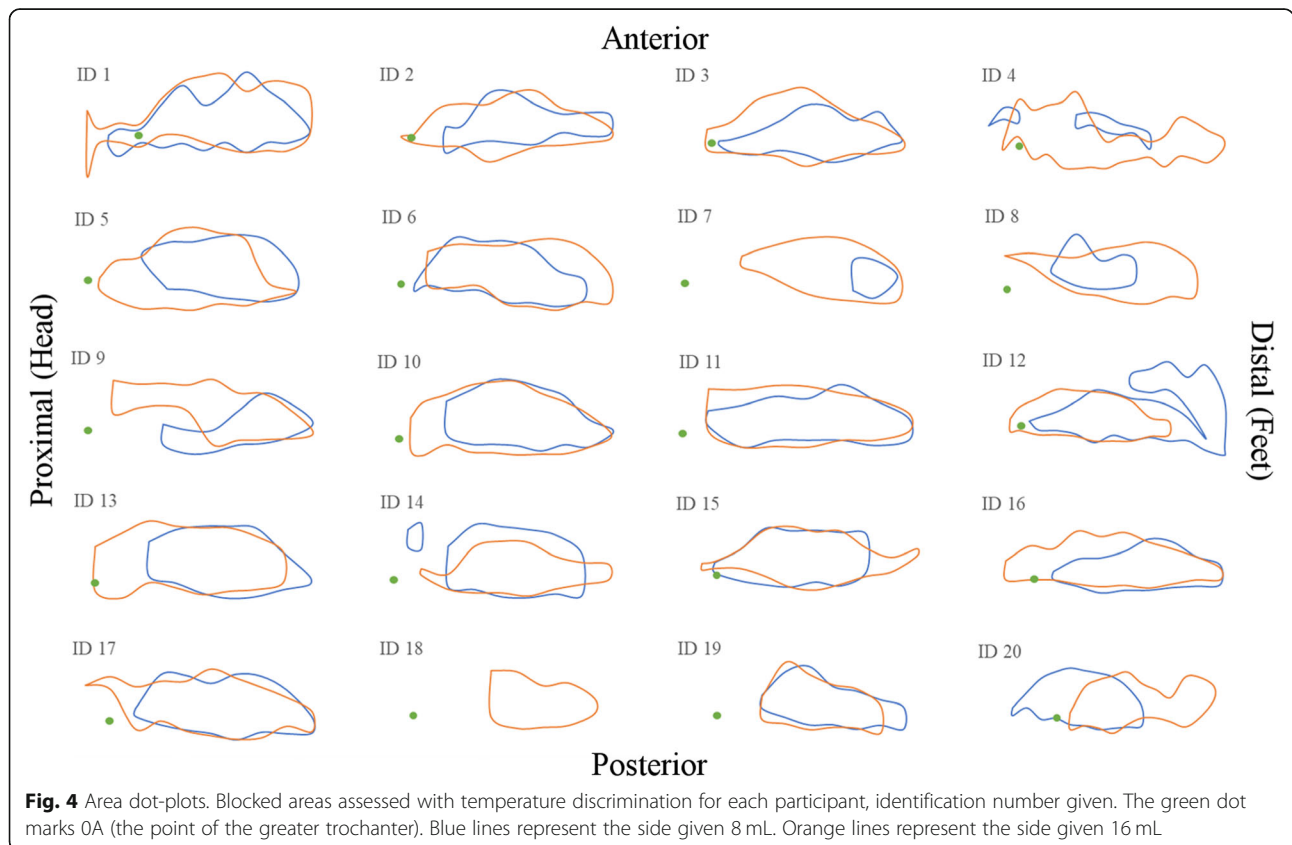 Anterior
ID 1
ID 2
ID 3
ID 4
ID 5
ID 6
ID 7
ID 8
Proximal (Head)
Distal (Feet)
ID 9
ID 10
ID 11
ID 12
ID 13
ID 14
ID 15
ID 16
ID 17
ID 18
ID 19
ID 20
Posterior
Fig. 4 Area dot-plots. Blocked areas assessed with temperature discrimination for each participant, identification number given. The green dot
marks 0A (the point of the greater trochanter). Blue lines represent the side given 8 mL. Orange lines represent the side given 16 mL